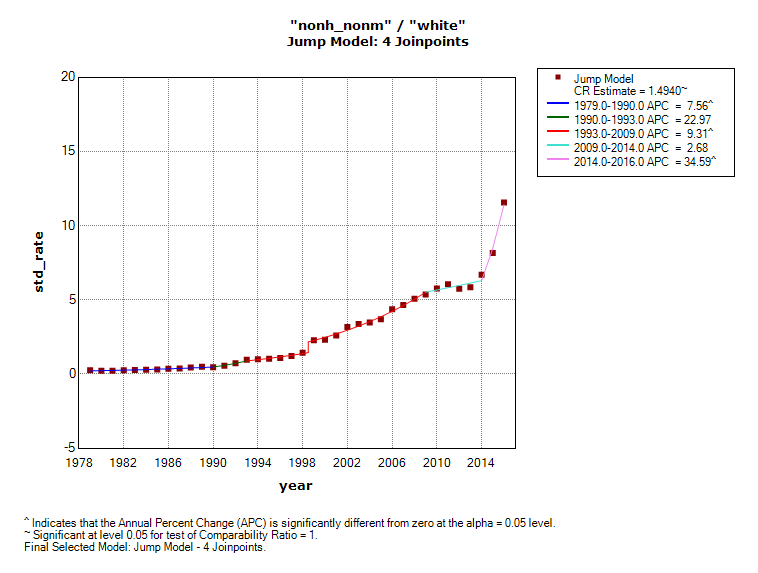 "nonh_nonm" / "white"
Jump Model: 4 Joinpoints
20
15
10
5
0
-5
std_rate
1978 1982 1986 1990 1994 1998 2002 2006 2010 2014
year
Jump Model
CR Estimate = 1.4940~
1979.0-1990.0 APC = 7.56^
1990.0-1993.0 APC = 22.97
1993.0-2009.0 APC = 9.31^
2009.0-2014.0 APC = 2.68
2014.0-2016.0 APC = 34.59^
^ Indicates that the Annual Percent Change (APC) is significantly different from zero at the alpha = 0.05 level.
~ Significant at level 0.05 for test of Comparability Ratio = 1.
Final Selected Model: Jump Model - 4 Joinpoints.